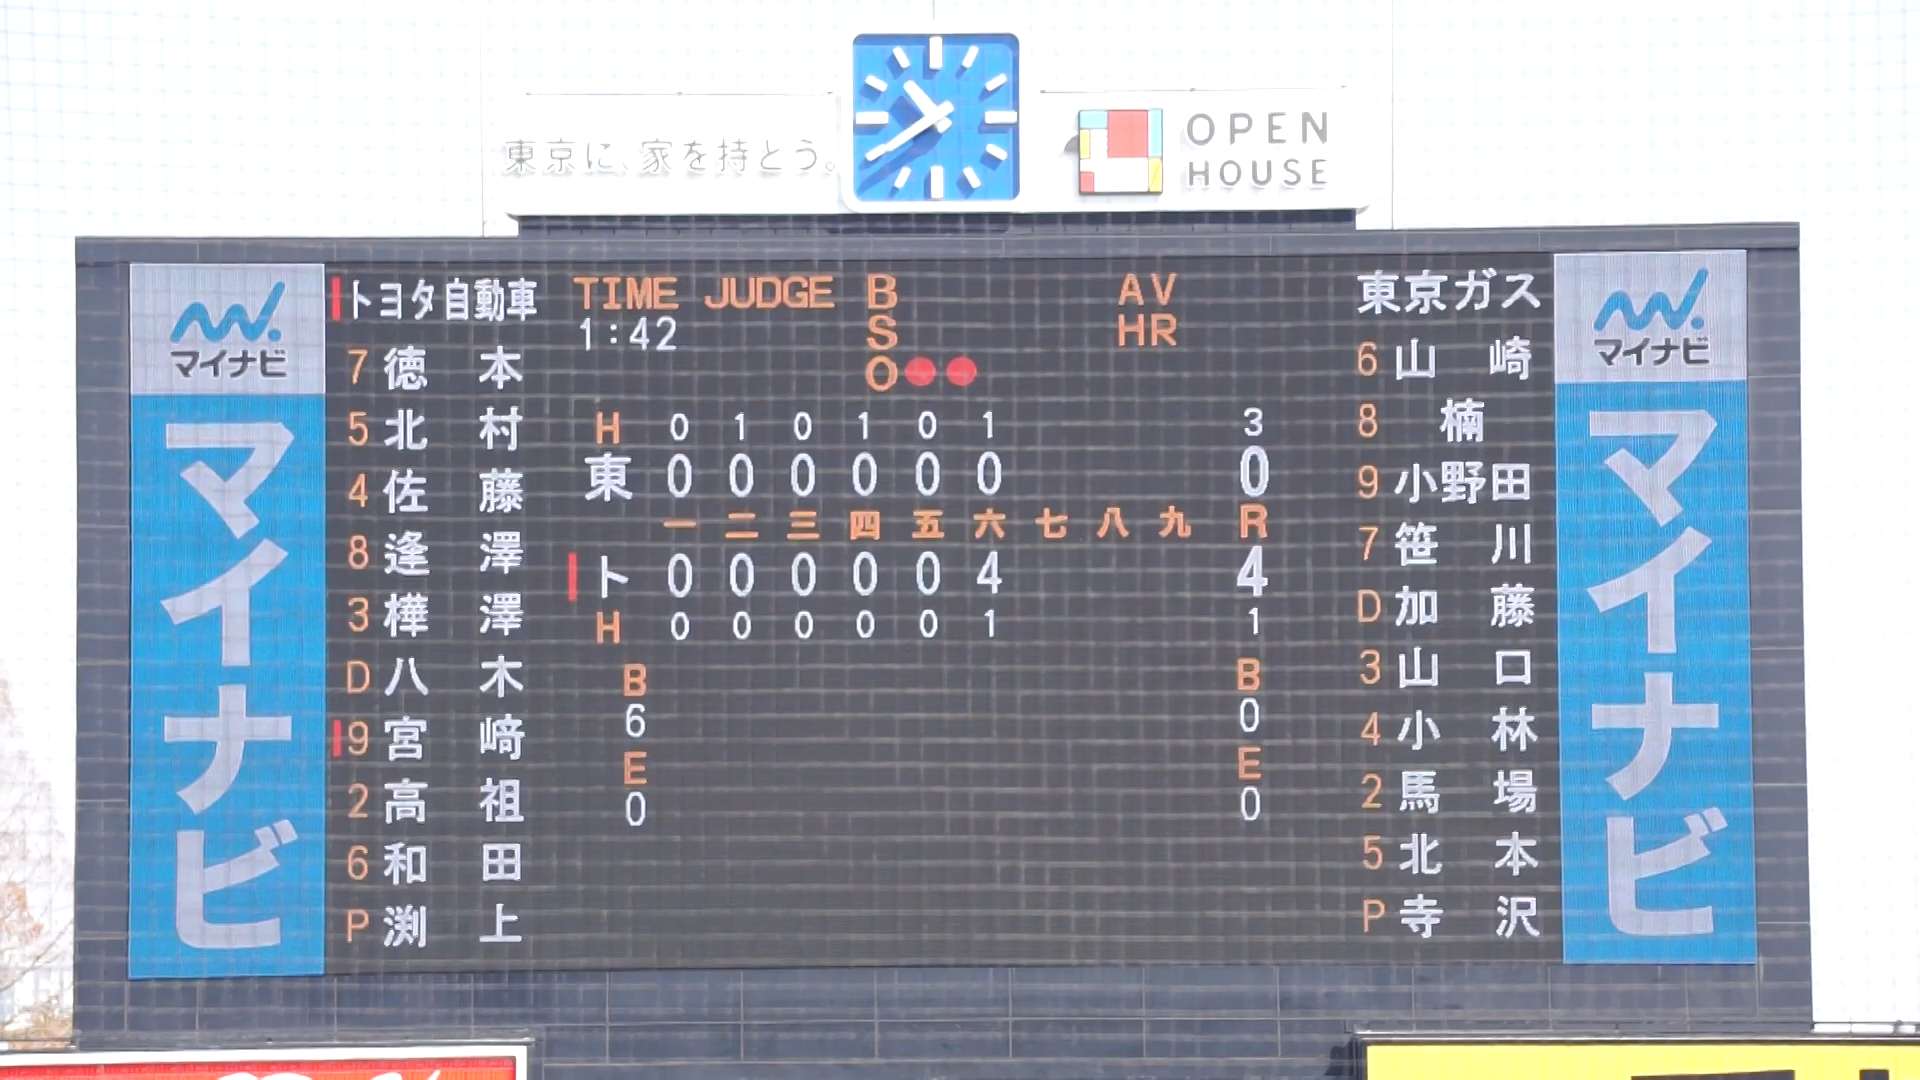 東京に、家を持とう。
OPEN
HOUSE
マイナビ
マイナビ
トヨタ自動車
7 徳本
5 北村
4 佐藤
8 逢澤
3 樺澤
D 八木
9 宮﨑
2 高祖
6 和田
P 渕上
TIME JUDGE B
1:42 S
O
AV
HR
H 0 1 0 1 0 1 3
東 0 0 0 0 0 0 0
一 二 三 四 五 六 七 八 九 R
ト 0 0 0 0 0 4 4
H 0 0 0 0 0 1 1
B B
6 0
E E
0 0
東京ガス
6 山崎
8 楠
9 小野田
7 笹川
D 加藤
3 山口
4 小林
2 馬場
5 北本
P 寺沢
マイナビ
マイナビ